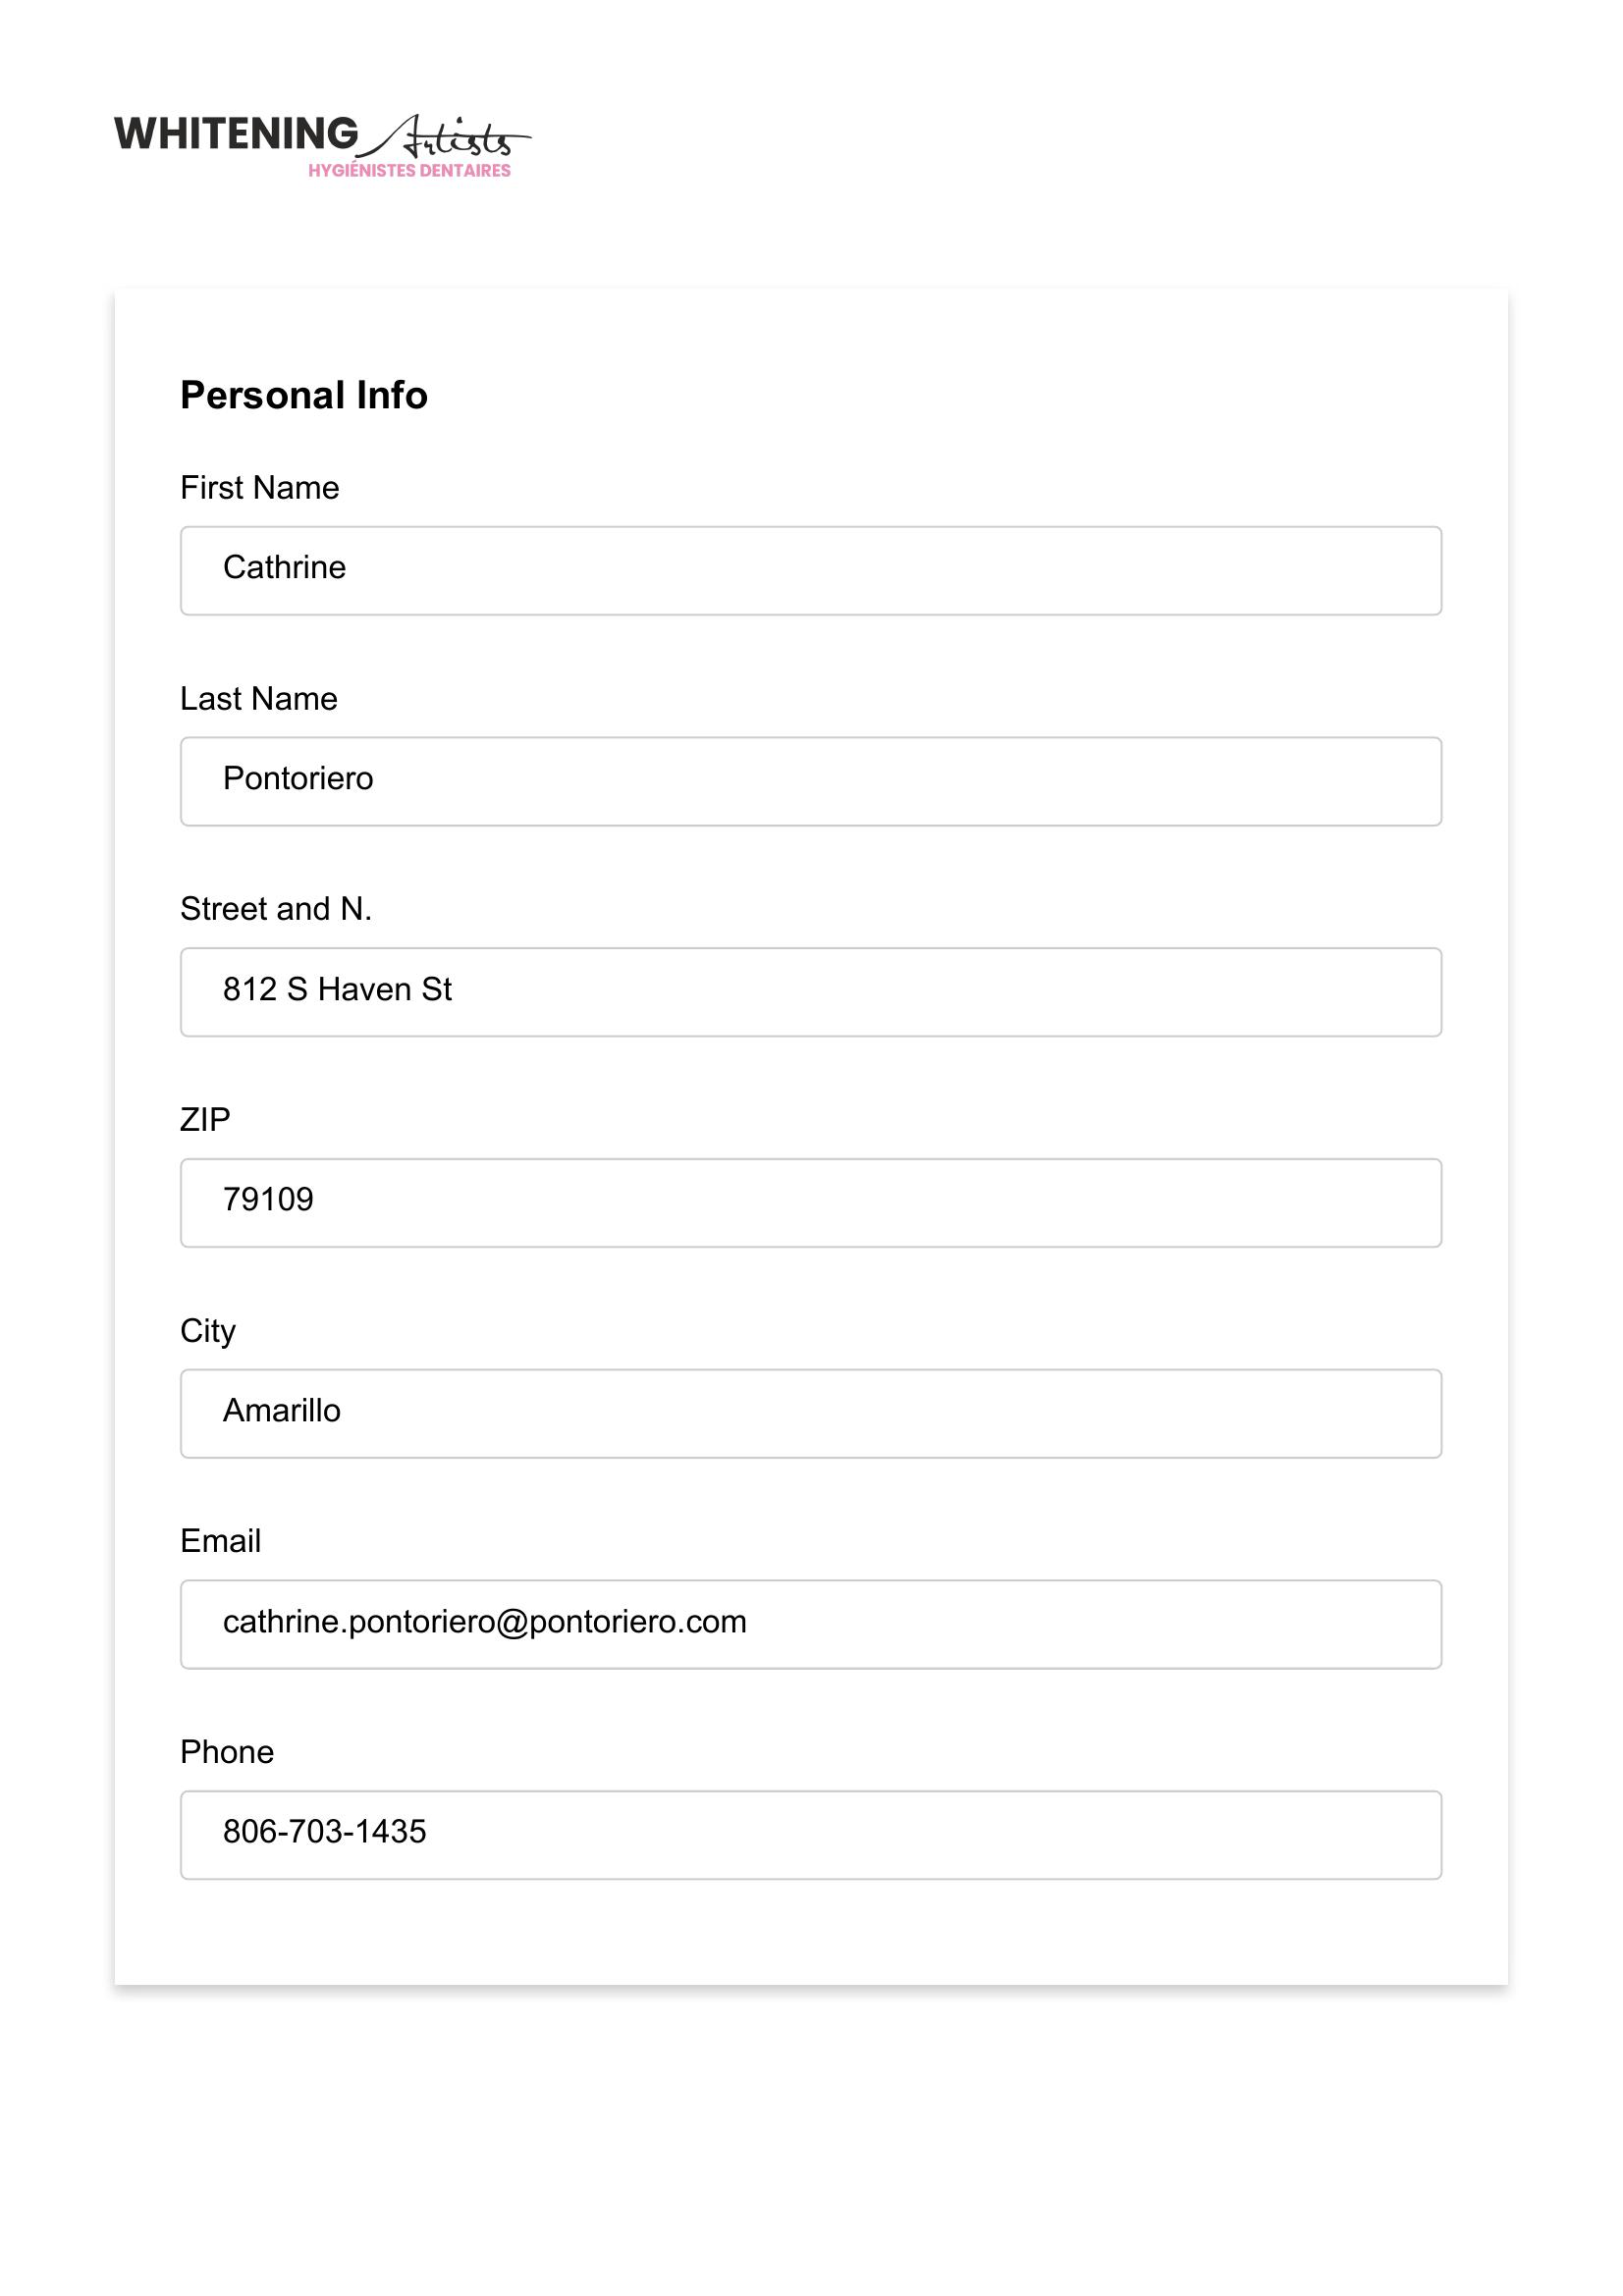 WHITENING Artists
HYGIÉNISTES DENTAIRES
Personal Info
First Name
Cathrine
Last Name
Pontoriero
Street and N.
812 S Haven St
ZIP
79109
City
Amarillo
Email
cathrine.pontoriero@pontoriero.com
Phone
806-703-1435